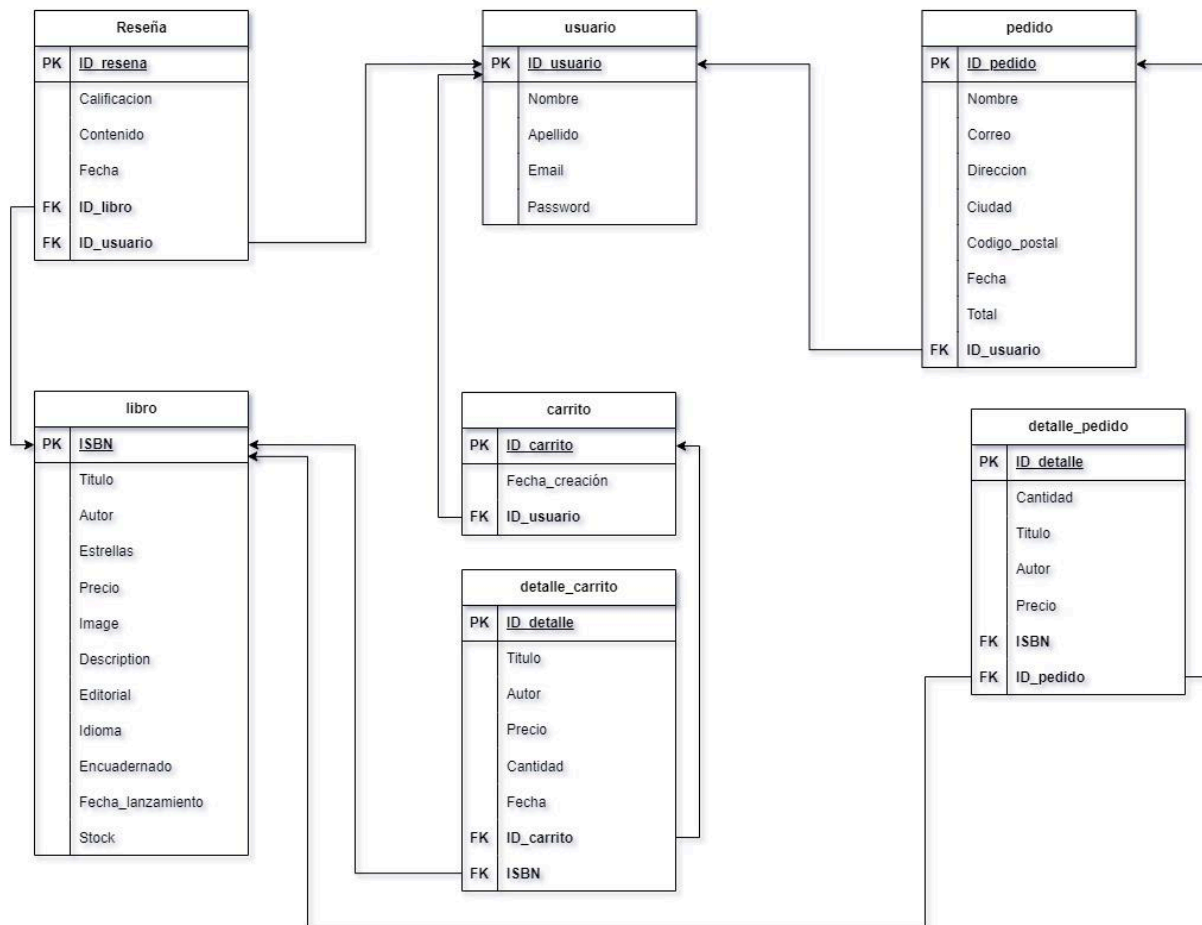 Reseña
PK ID_resena
Calificacion
Contenido
Fecha
FK ID_libro
FK ID_usuario
usuario
PK ID_usuario
Nombre
Apellido
Email
Password
pedido
PK ID_pedido
Nombre
Correo
Direccion
Ciudad
Codigo_postal
Fecha
Total
FK ID_usuario
libro
PK ISBN
Titulo
Autor
Estrellas
Precio
Image
Description
Editorial
Idioma
Encuadernado
Fecha_lanzamiento
Stock
carrito
PK ID_carrito
Fecha_creación
FK ID_usuario
detalle_carrito
PK ID_detalle
Titulo
Autor
Precio
Cantidad
Fecha
FK ID_carrito
FK ISBN
detalle_pedido
PK ID_detalle
Cantidad
Titulo
Autor
Precio
FK ISBN
FK ID_pedido